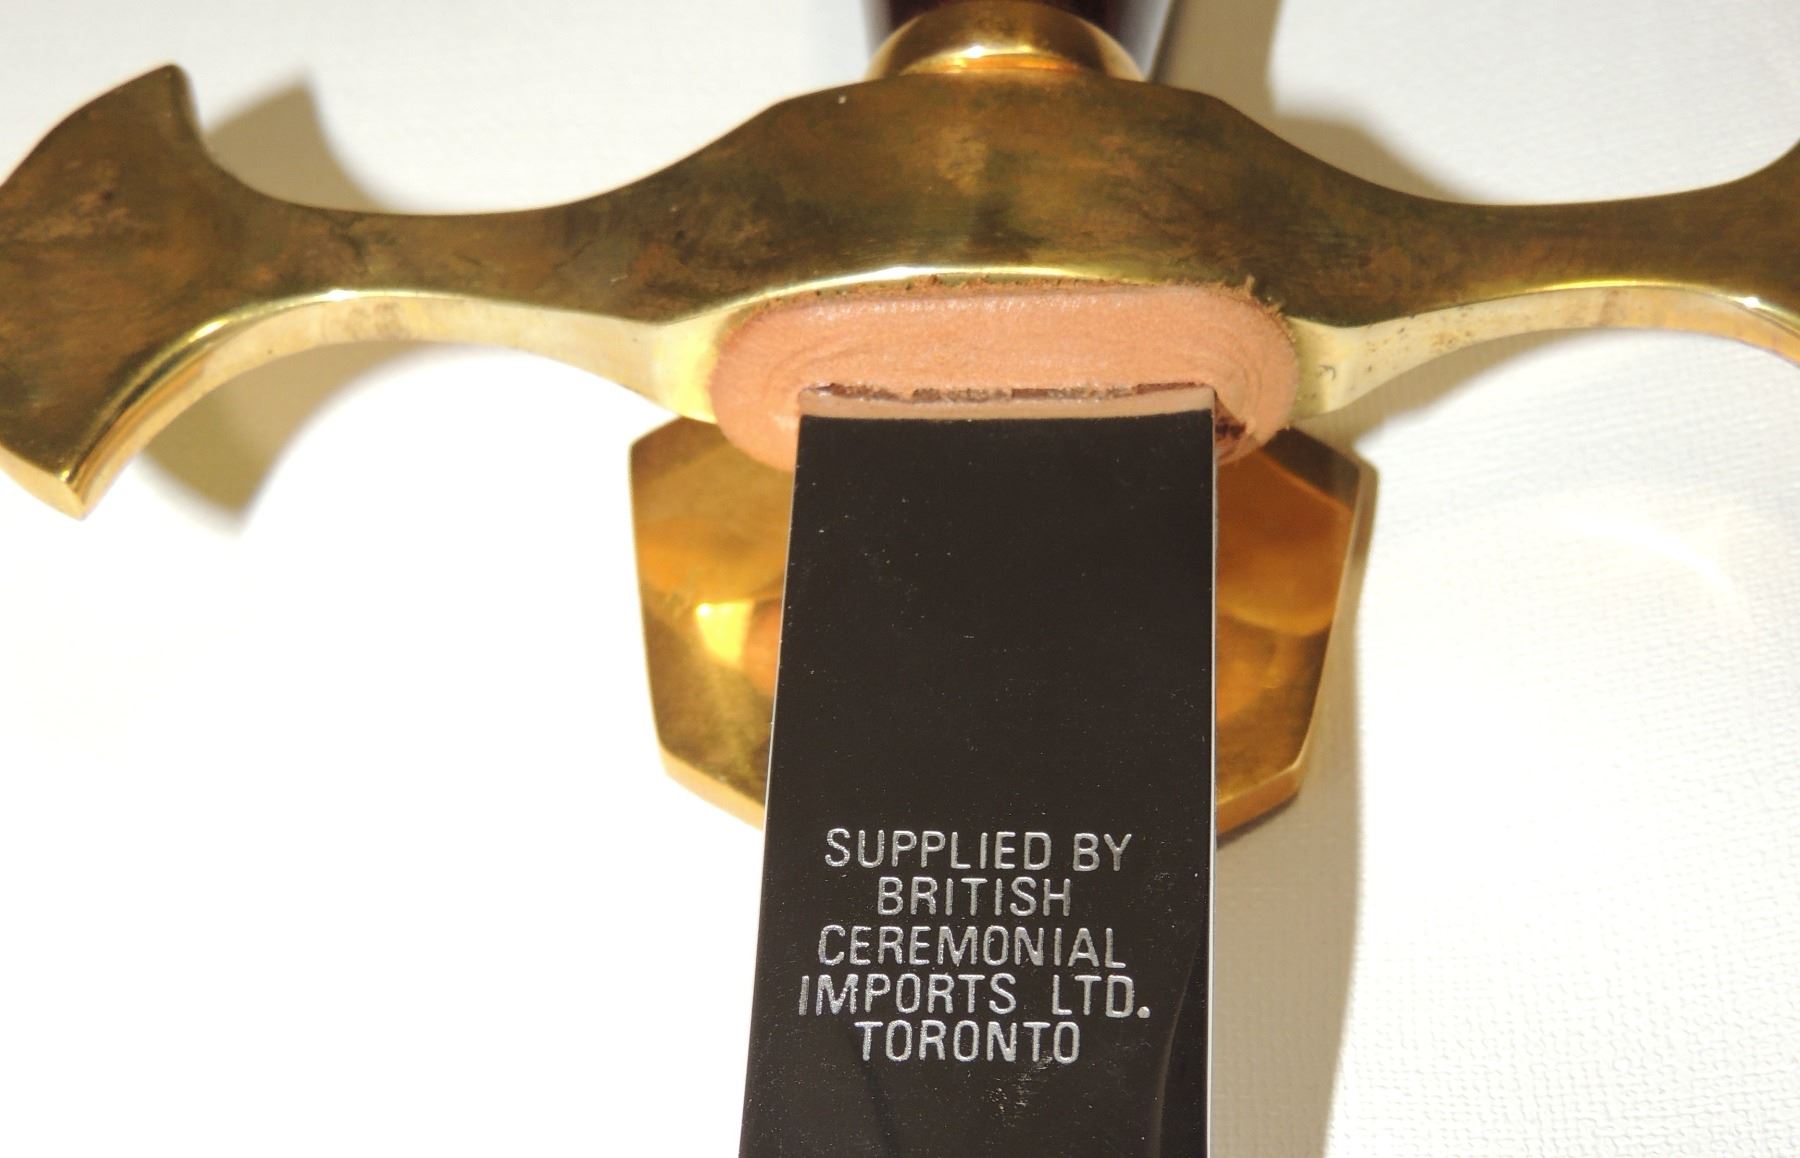 SUPPLIED BY
BRITISH
CEREMONIAL
IMPORTS LTD.
TORONTO